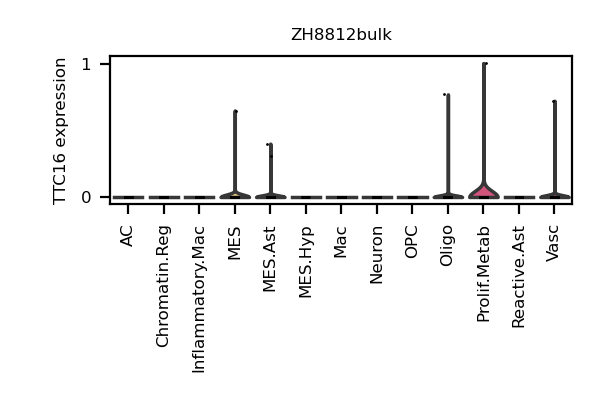 ZH8812bulk
TTC16 expression
1
0
AC
Chromatin.Reg
Inflammatory.Mac
MES
MES.Ast
MES.Hyp
Mac
Neuron
OPC
Oligo
Prolif.Metab
Reactive.Ast
Vasc